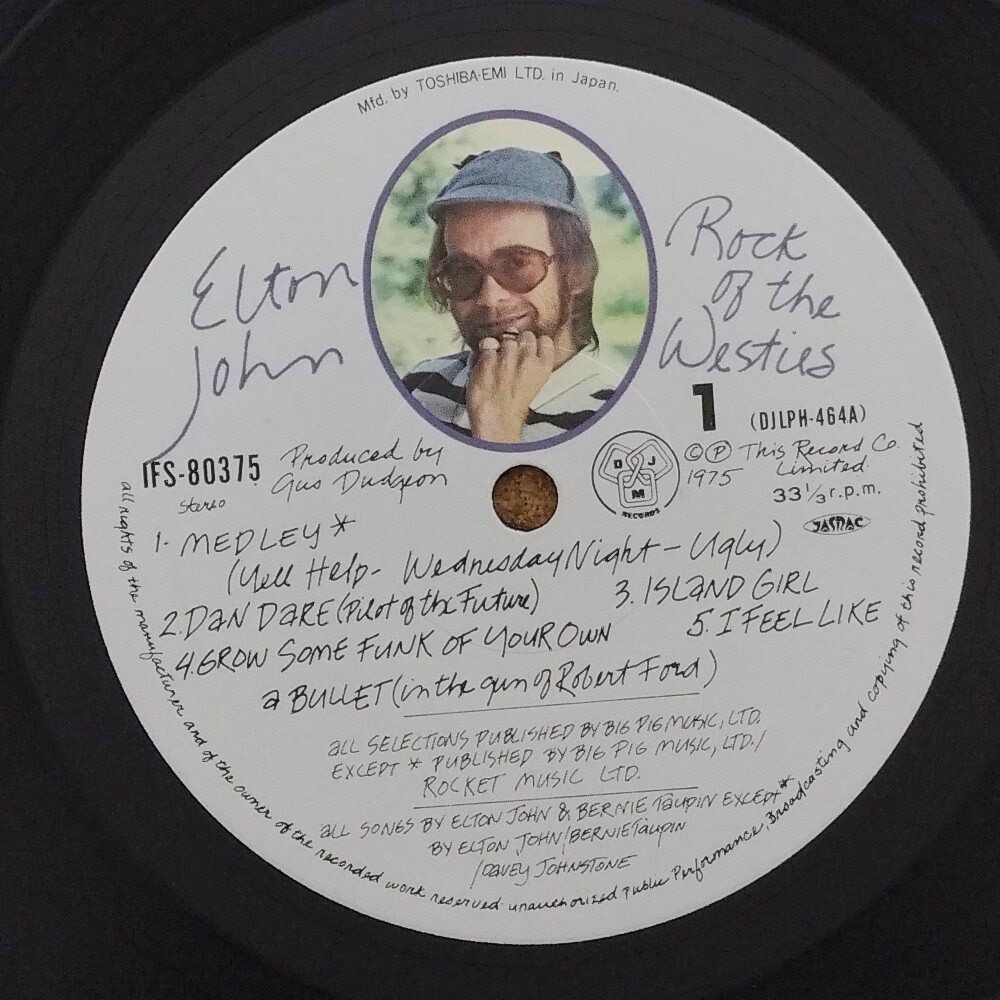 Mfd. by TOSHIBA-EMI LTD. in Japan.
Elton
John
Rock
of the
Westies
1
(DJLPH-464A)
IFS-80375
Stereo
Produced by
Gus Dudgeon
DJM
RECORDS
©Ⓟ This Record Co.
1975 Limited.
33 1/3 r.p.m.
JASRAC
1. MEDLEY*
(Yell Help - Wednesday Night - Ugly)
2. DAN DARE (Pilot of the Future)
3. ISLAND GIRL
4. GROW SOME FUNK OF YOUR OWN
5. I FEEL LIKE
a BULLET (in the gun of Robert Ford)
ALL SELECTIONS PUBLISHED BY BIG PIG MUSIC, LTD.
EXCEPT * PUBLISHED BY BIG PIG MUSIC, LTD./
ROCKET MUSIC LTD.
ALL SONGS BY ELTON JOHN & BERNIE TAUPIN EXCEPT*
BY ELTON JOHN/BERNIE TAUPIN
/DAVEY JOHNSTONE
all rights of the manufacturer and of the owner of the recorded work reserved. unauthorized public Performance, Broadcasting and copying of this record prohibited